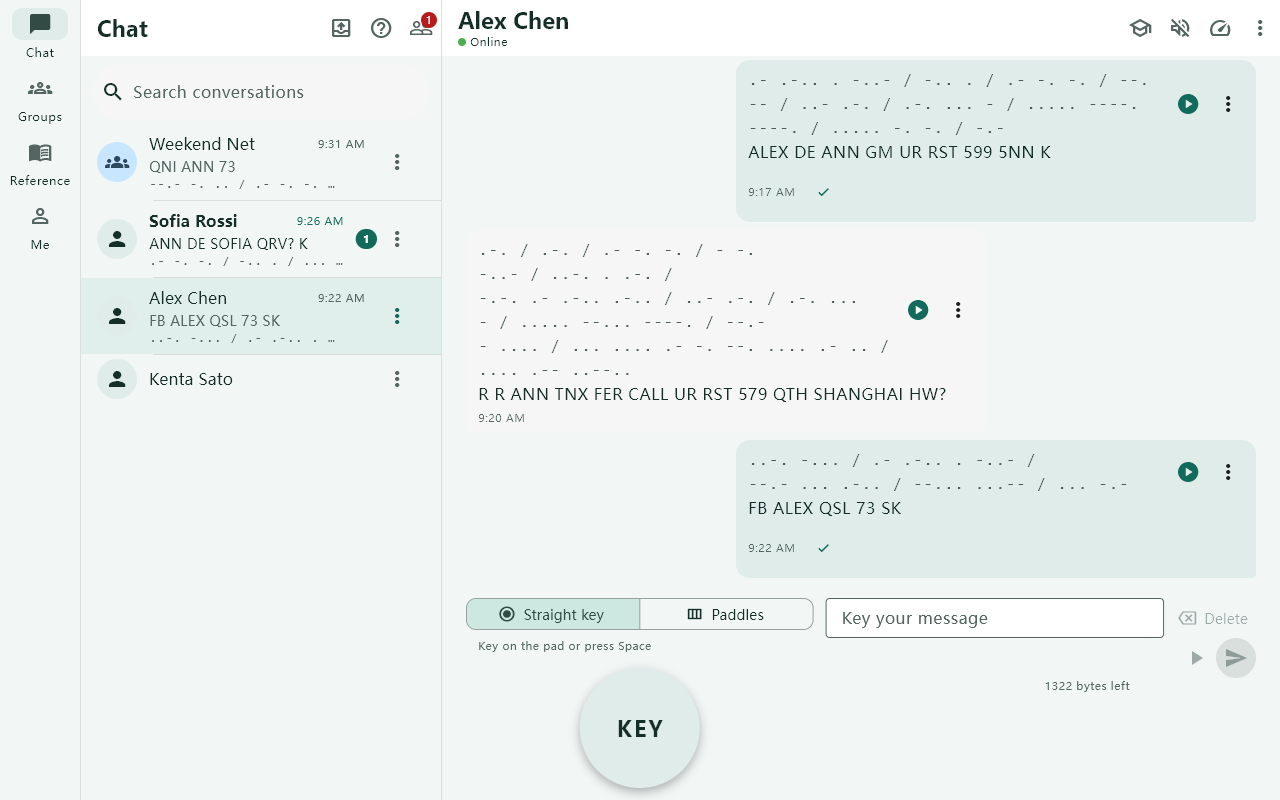 Chat
Groups
Reference
Me
Chat
1
Search conversations
Weekend Net 9:31 AM
QNI ANN 73
--.- -. .. / .- -. -. …
Sofia Rossi 9:26 AM
ANN DE SOFIA QRV? K 1
.- -. -. / -.. . / ... …
Alex Chen 9:22 AM
FB ALEX QSL 73 SK
..-. -... / .- .-.. . …
Kenta Sato
Alex Chen
Online
.- .-.. . -..- / -.. . / .- -. -. / --.
-- / ..- .-. / .-. ... - / ..... ----.
----. / ..... -. -. / -.-
ALEX DE ANN GM UR RST 599 5NN K
9:17 AM
.-. / .-. / .- -. -. / - -.
-..- / ..-. . .-. /
-.-. .- .-.. .-.. / ..- .-. / .-. ...
- / ..... --... ----. / --.-
- .... / ... .... .- -. --. .... .- .. /
.... .-- ..--..
R R ANN TNX FER CALL UR RST 579 QTH SHANGHAI HW?
9:20 AM
..-. -... / .- .-.. . -..- /
--.- ... .-.. / --... ...-- / ... -.-
FB ALEX QSL 73 SK
9:22 AM
Straight key
Paddles
Key your message
Delete
Key on the pad or press Space
1322 bytes left
KEY